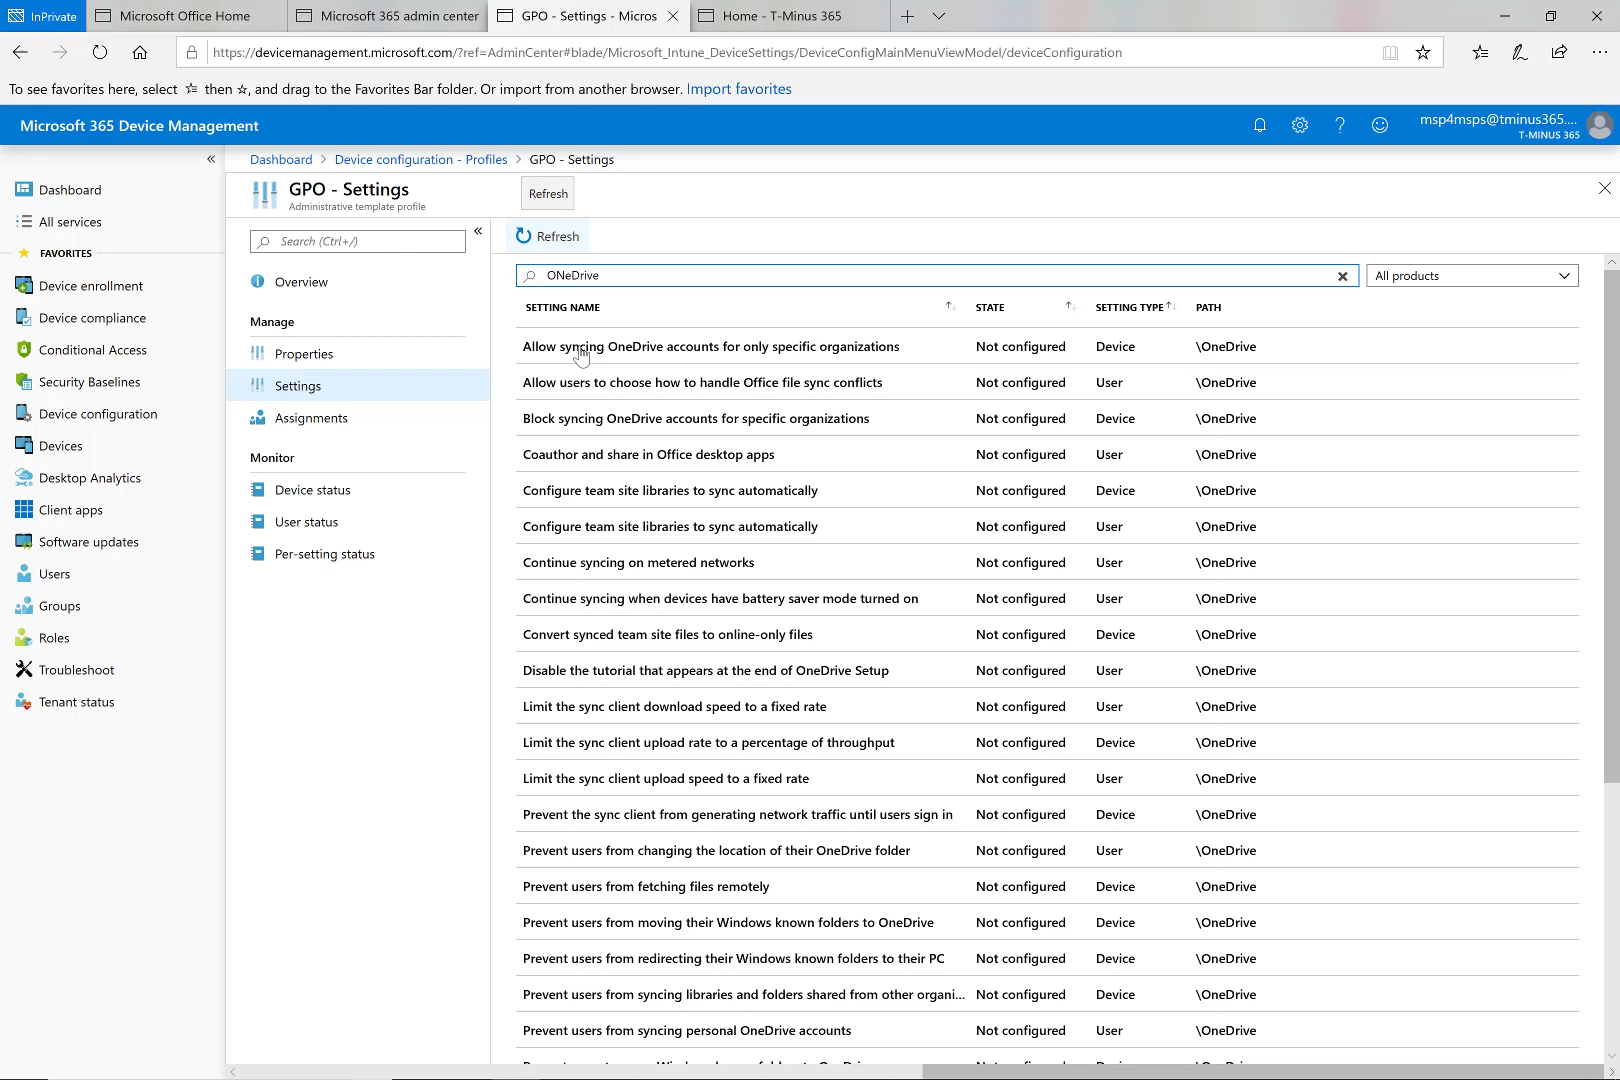 InPrivate
Microsoft Office Home
Microsoft 365 admin center
GPO - Settings - Micros
Home - T-Minus 365
https://devicemanagement.microsoft.com/?ref=AdminCenter#blade/Microsoft_Intune_DeviceSettings/DeviceConfigMainMenuViewModel/deviceConfiguration
To see favorites here, select then , and drag to the Favorites Bar folder. Or import from another browser. Import favorites
Microsoft 365 Device Management
msp4msps@tminus365....
T-MINUS 365
Dashboard > Device configuration - Profiles > GPO - Settings
GPO - Settings
Administrative template profile
Refresh
Dashboard
All services
FAVORITES
Device enrollment
Device compliance
Conditional Access
Security Baselines
Device configuration
Devices
Desktop Analytics
Client apps
Software updates
Users
Groups
Roles
Troubleshoot
Tenant status
Search (Ctrl+/)
Overview
Manage
Properties
Settings
Assignments
Monitor
Device status
User status
Per-setting status
Refresh
ONeDrive
All products
SETTING NAME STATE SETTING TYPE PATH
Allow syncing OneDrive accounts for only specific organizations Not configured Device \OneDrive
Allow users to choose how to handle Office file sync conflicts Not configured User \OneDrive
Block syncing OneDrive accounts for specific organizations Not configured Device \OneDrive
Coauthor and share in Office desktop apps Not configured User \OneDrive
Configure team site libraries to sync automatically Not configured Device \OneDrive
Configure team site libraries to sync automatically Not configured User \OneDrive
Continue syncing on metered networks Not configured User \OneDrive
Continue syncing when devices have battery saver mode turned on Not configured User \OneDrive
Convert synced team site files to online-only files Not configured Device \OneDrive
Disable the tutorial that appears at the end of OneDrive Setup Not configured User \OneDrive
Limit the sync client download speed to a fixed rate Not configured User \OneDrive
Limit the sync client upload rate to a percentage of throughput Not configured Device \OneDrive
Limit the sync client upload speed to a fixed rate Not configured User \OneDrive
Prevent the sync client from generating network traffic until users sign in Not configured Device \OneDrive
Prevent users from changing the location of their OneDrive folder Not configured User \OneDrive
Prevent users from fetching files remotely Not configured Device \OneDrive
Prevent users from moving their Windows known folders to OneDrive Not configured Device \OneDrive
Prevent users from redirecting their Windows known folders to their PC Not configured Device \OneDrive
Prevent users from syncing libraries and folders shared from other organi... Not configured Device \OneDrive
Prevent users from syncing personal OneDrive accounts Not configured User \OneDrive